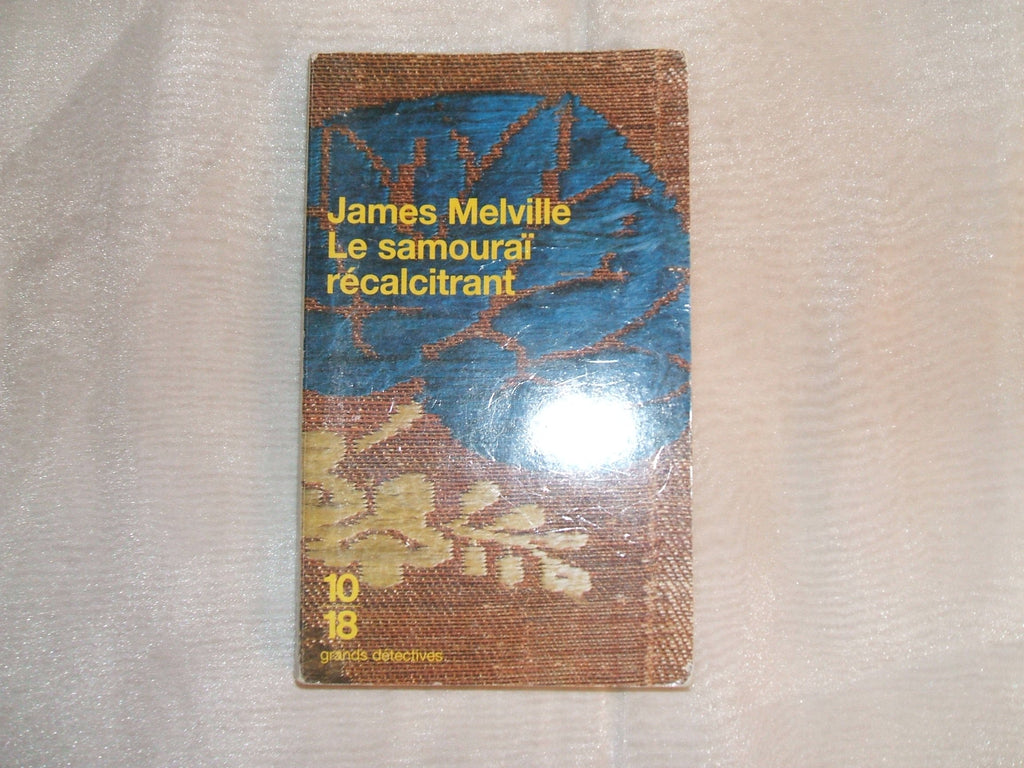 James Melville
Le samouraï
récalcitrant
10
18
grands détectives